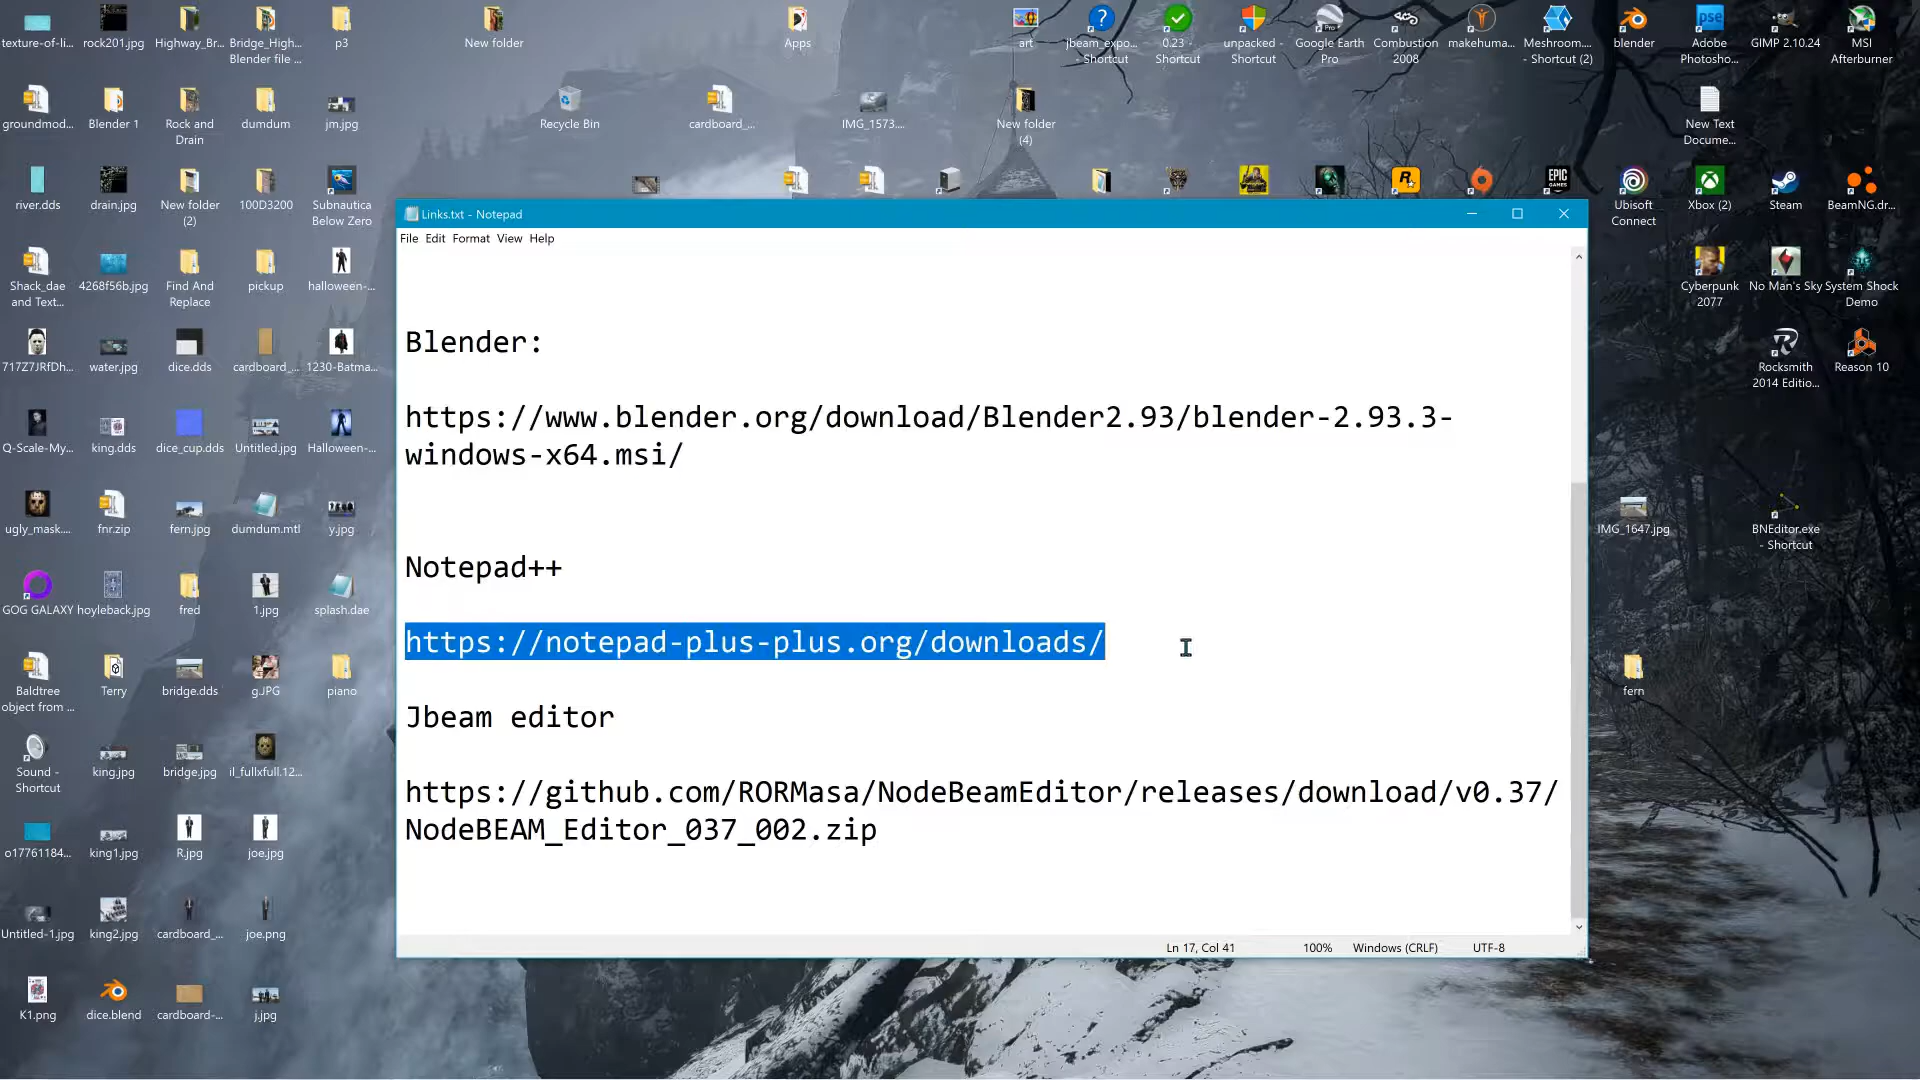 texture-of-li... rock201.jpg Highway_Br... Bridge_High... p3 New folder Apps art jbeam_expo... 0.23 - unpacked - Google Earth Combustion makehuma... Meshroom.... blender Adobe GIMP 2.10.24 MSI
Blender file ... - Shortcut Shortcut Shortcut Pro 2008 - Shortcut (2) Photosho... Afterburner
groundmod... Blender 1 Rock and dumdum jm.jpg Recycle Bin cardboard_... IMG_1573.... New folder New Text
Drain (4) Docume...
river.dds drain.jpg New folder 100D3200 Subnautica Ubisoft Xbox (2) Steam BeamNG.dr...
(2) Below Zero Connect
Links.txt - Notepad
File Edit Format View Help
Shack_dae 4268f56b.jpg Find And pickup halloween-... Cyberpunk No Man's Sky System Shock
and Text... Replace 2077 Demo
Blender:
717Z7JRfDh... water.jpg dice.dds cardboard_... 1230-Batma... Rocksmith Reason 10
2014 Editio...
https://www.blender.org/download/Blender2.93/blender-2.93.3-
windows-x64.msi/
Q-Scale-My... king.dds dice_cup.dds Untitled.jpg Halloween-...
ugly_mask.... fnr.zip fern.jpg dumdum.mtl y.jpg IMG_1647.jpg BNEditor.exe
- Shortcut
Notepad++
GOG GALAXY hoyleback.jpg fred 1.jpg splash.dae
https://notepad-plus-plus.org/downloads/
Baldtree Terry bridge.dds g.JPG piano fern
object from ...
Jbeam editor
Sound - king.jpg bridge.jpg il_fullxfull.12...
Shortcut
https://github.com/RORMasa/NodeBeamEditor/releases/download/v0.37/
NodeBEAM_Editor_037_002.zip
o17761184... king1.jpg R.jpg joe.jpg
Untitled-1.jpg king2.jpg cardboard_... joe.png
Ln 17, Col 41 100% Windows (CRLF) UTF-8
K1.png dice.blend cardboard-... j.jpg